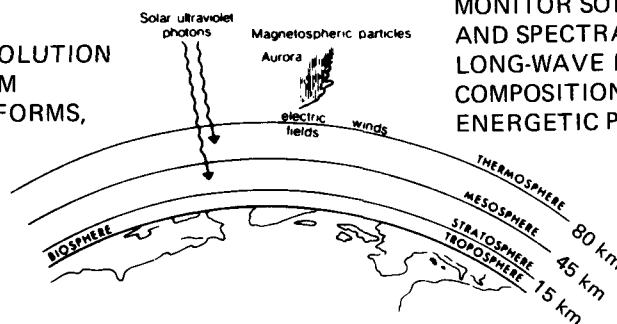 Solar ultraviolet
photons
Magnetospheric particles
Aurora
electric
fields
winds
OLUTION
M
FORMS,
MONITOR SOL
AND SPECTRA
LONG-WAVE
COMPOSITION
ENERGETIC P
THERMOSPHERE
80 km
MESOSPHERE
45 km
STRATOSPHERE
TROPOSPHERE
15 km
BIOSPHERE